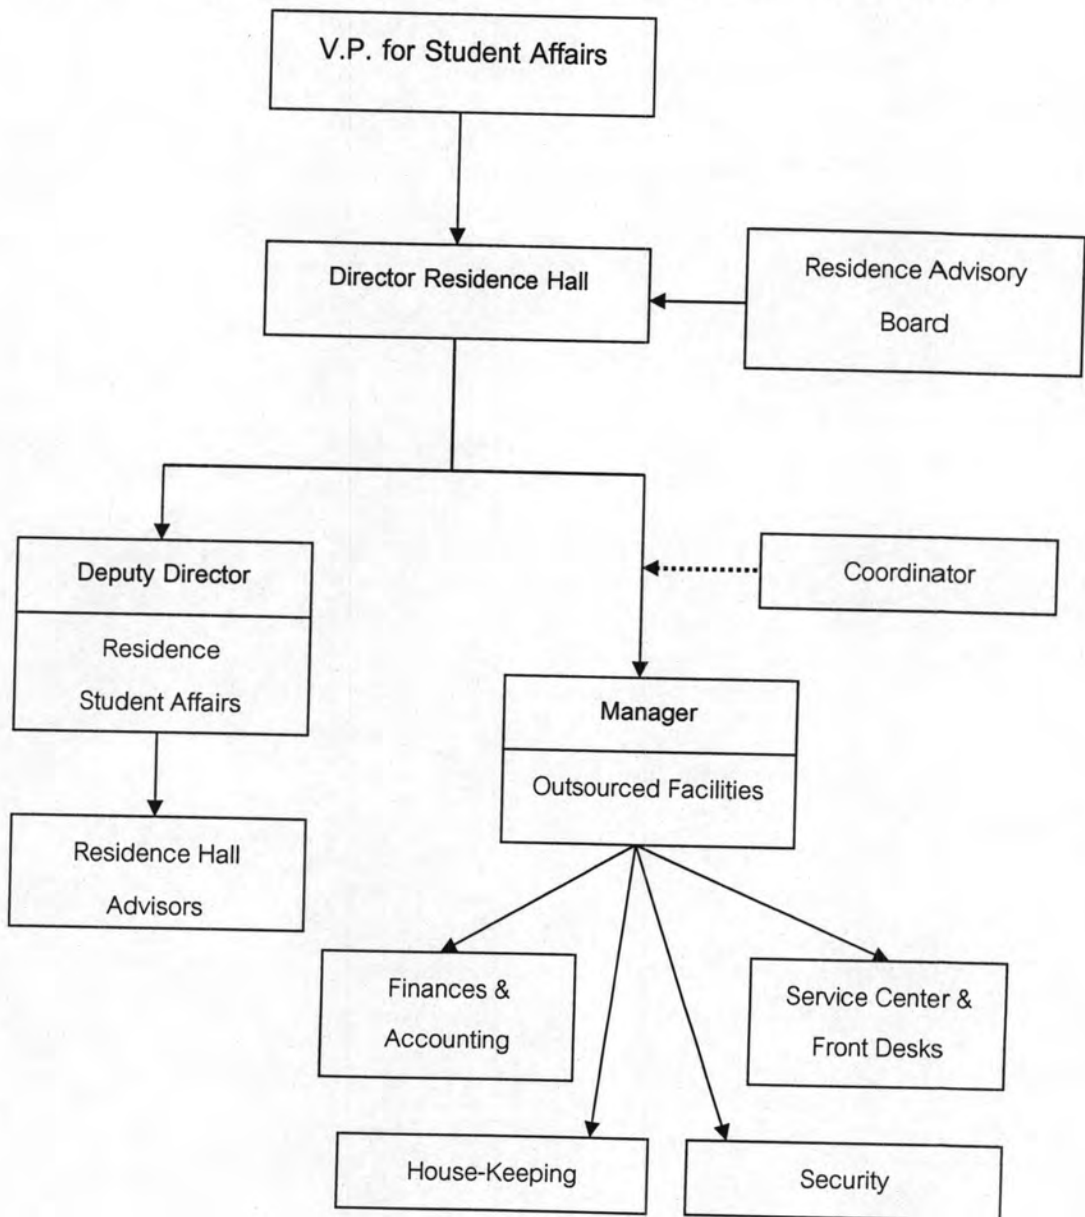 V.P. for Student Affairs
Director Residence Hall
Residence Advisory
Board
Deputy Director
Residence
Student Affairs
Coordinator
Manager
Outsourced Facilities
Residence Hall
Advisors
Finances &
Accounting
Service Center &
Front Desks
House-Keeping
Security